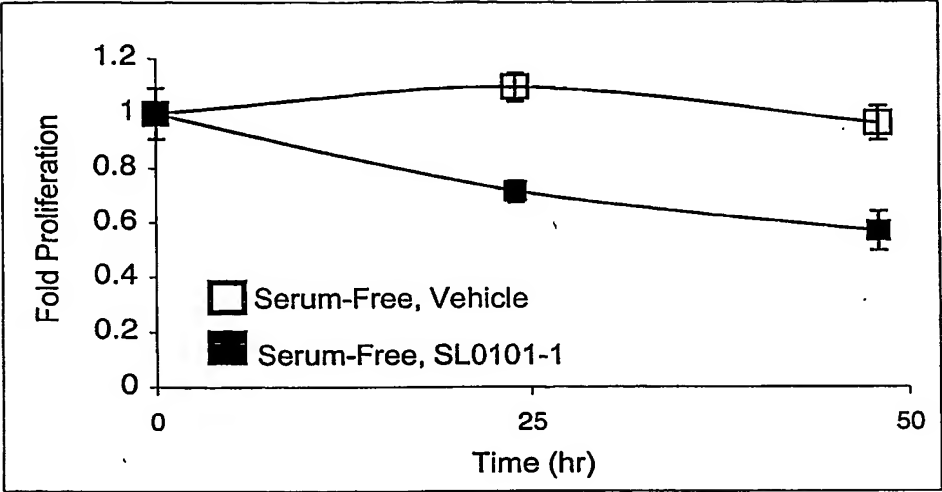 Fold Proliferation
1.2
1
0.8
0.6
0.4
0.2
0
Serum-Free, Vehicle
Serum-Free, SL0101-1
0
25
50
Time (hr)